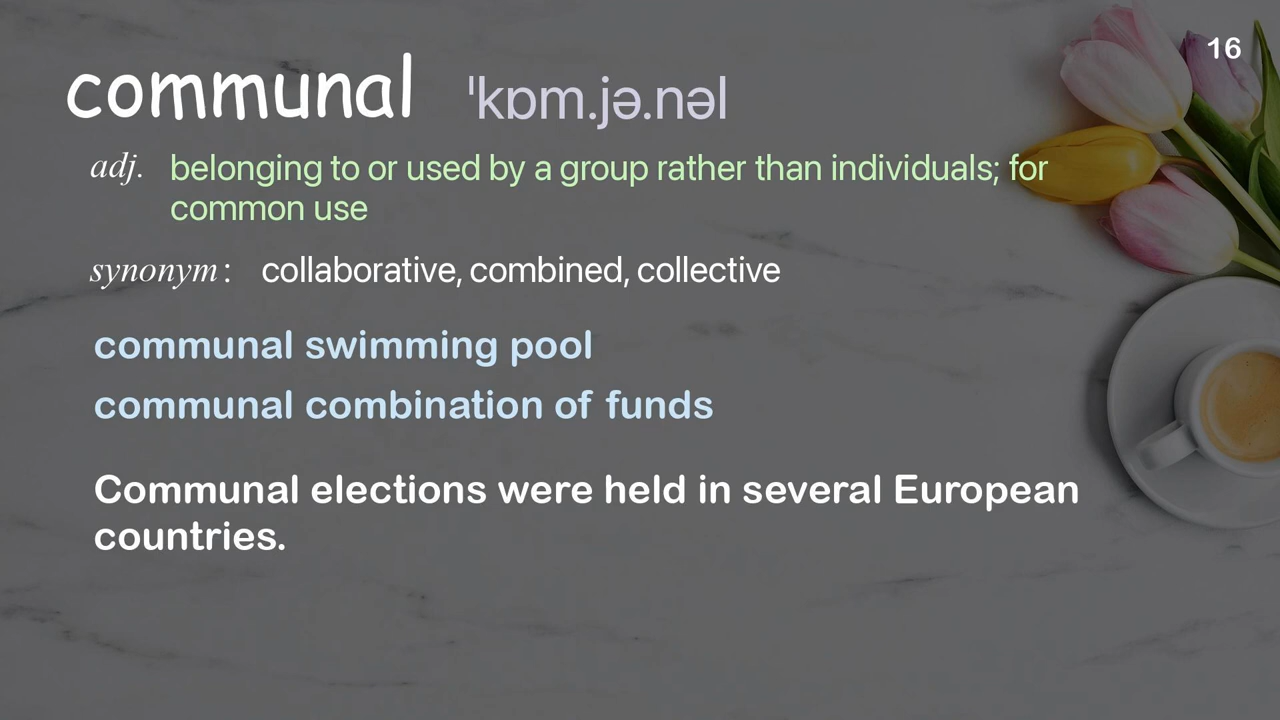 16
communal ˈkɒm.jə.nəl
adj. belonging to or used by a group rather than individuals; for
common use
synonym: collaborative, combined, collective
communal swimming pool
communal combination of funds
Communal elections were held in several European
countries.